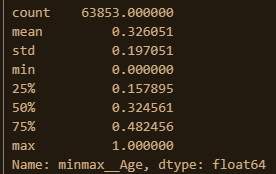 count    63853.000000
mean         0.326051
std          0.197051
min          0.000000
25%          0.157895
50%          0.324561
75%          0.482456
max          1.000000
Name: minmax__Age, dtype: float64